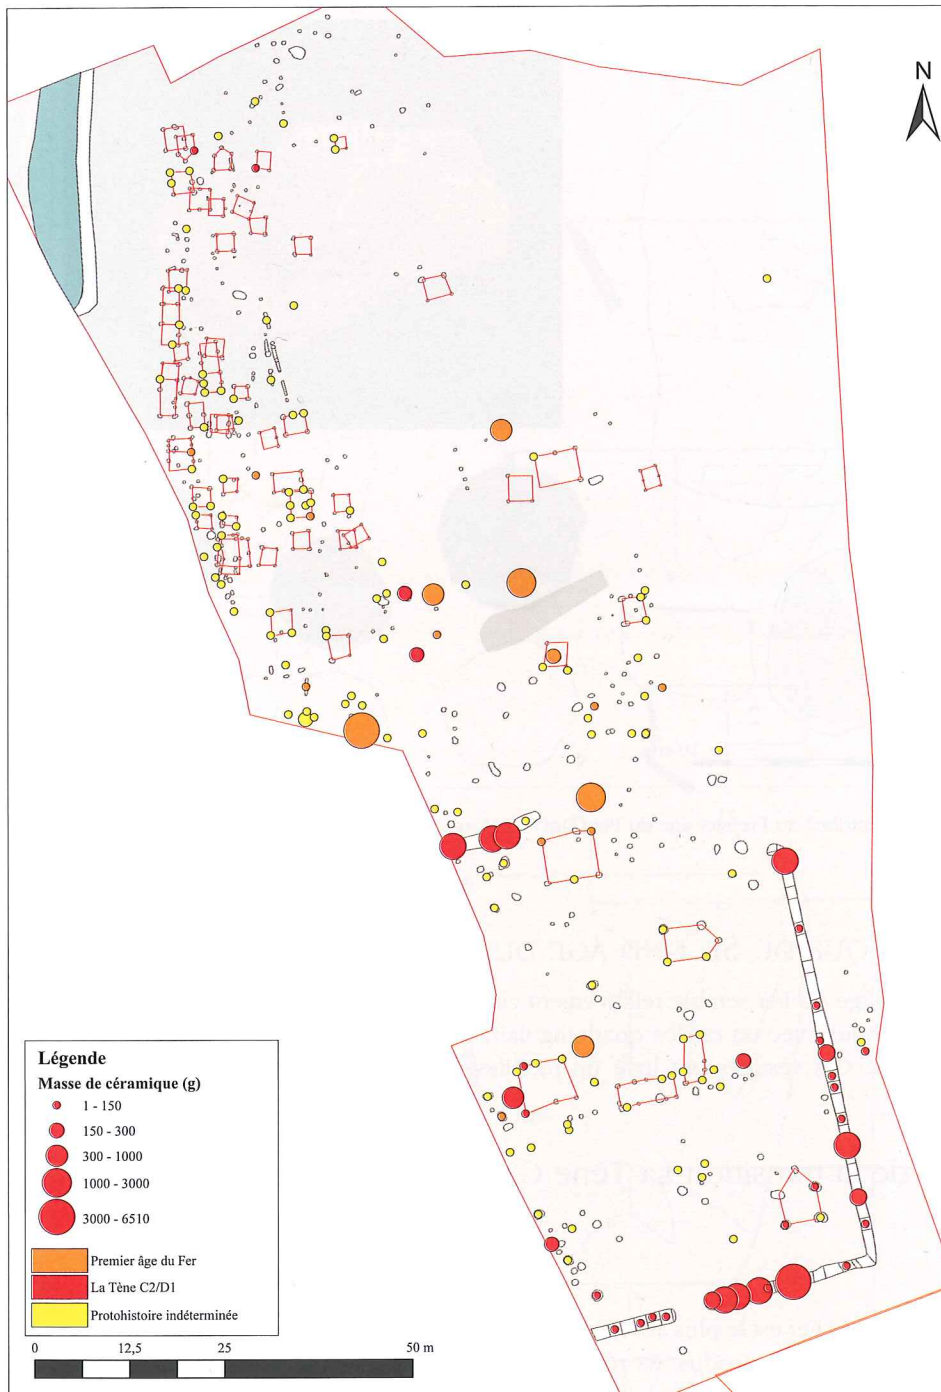 N
Légende
Masse de céramique (g)
1 - 150
150 - 300
300 - 1000
1000 - 3000
3000 - 6510
Premier âge du Fer
La Tène C2/D1
Protohistoire indéterminée
0 12,5 25 50 m